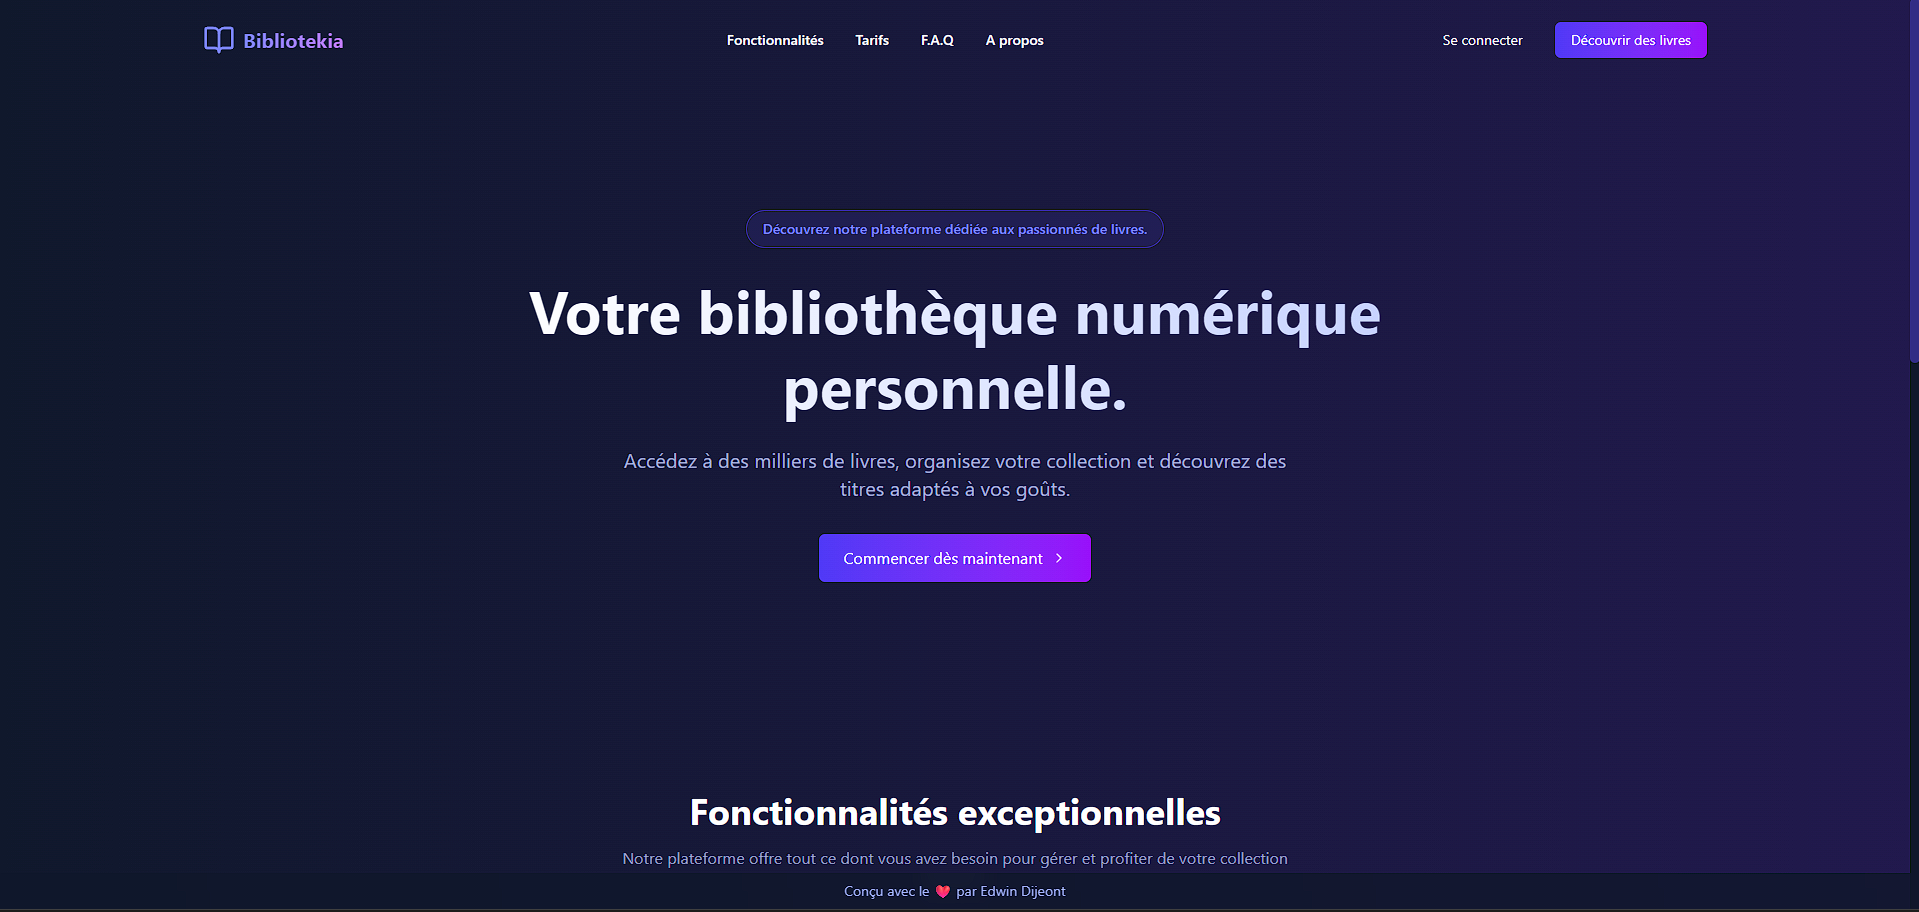 Bibliotekia
Fonctionnalités
Tarifs
F.A.Q
A propos
Se connecter
Découvrir des livres
Découvrez notre plateforme dédiée aux passionnés de livres.
Votre bibliothèque numérique
personnelle.
Accédez à des milliers de livres, organisez votre collection et découvrez des
titres adaptés à vos goûts.
Commencer dès maintenant
Fonctionnalités exceptionnelles
Notre plateforme offre tout ce dont vous avez besoin pour gérer et profiter de votre collection
Conçu avec le ❤️ par Edwin Dijeont